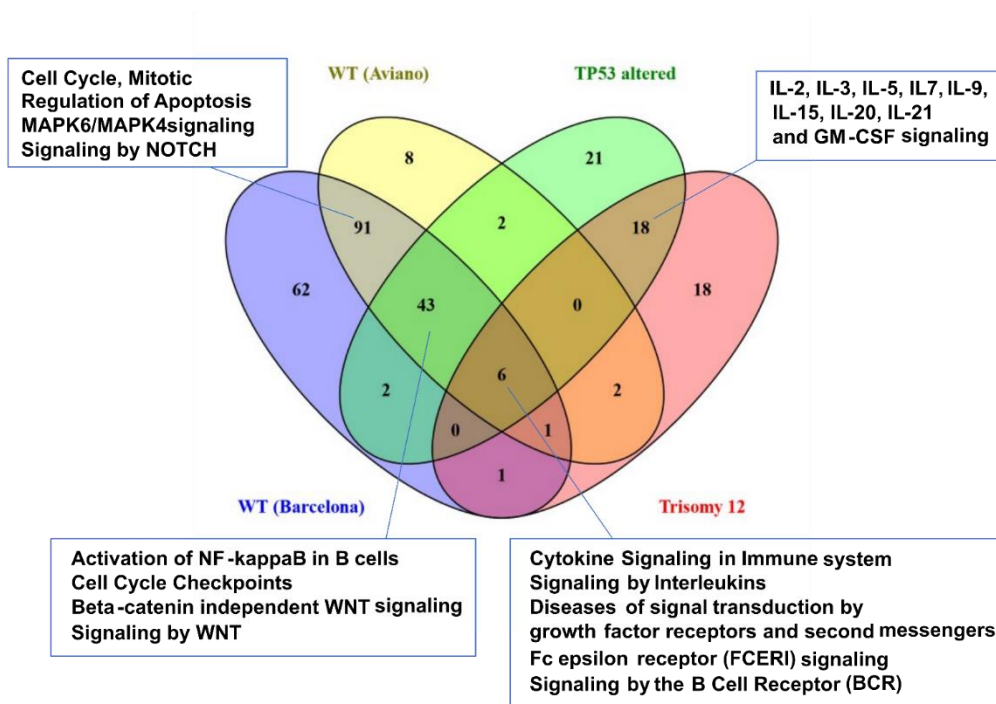 WT (Aviano)
TP53 altered
Cell Cycle, Mitotic
Regulation of Apoptosis
MAPK6/MAPK4signaling
Signaling by NOTCH
IL-2, IL-3, IL-5, IL7, IL-9,
IL-15, IL-20, IL-21
and GM-CSF signaling
8
21
91
2
18
62
43
0
18
2
6
2
0
1
1
WT (Barcelona)
Trisomy 12
Activation of NF-kappaB in B cells
Cell Cycle Checkpoints
Beta-catenin independent WNT signaling
Signaling by WNT
Cytokine Signaling in Immune system
Signaling by Interleukins
Diseases of signal transduction by
growth factor receptors and second messengers
Fc epsilon receptor (FCERI) signaling
Signaling by the B Cell Receptor (BCR)